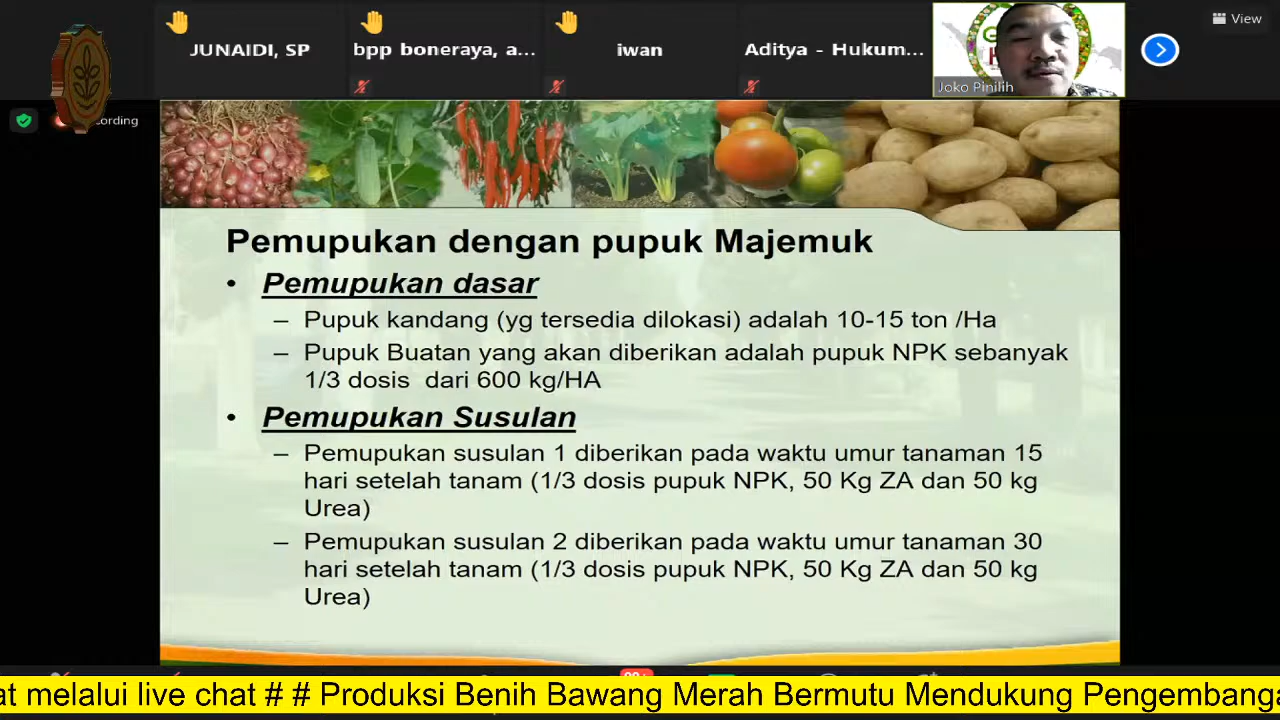 JUNAIDI, SP
bpp boneraya, a...
iwan
Aditya - Hukum...
Joko Pinilih
View
Pemupukan dengan pupuk Majemuk
• Pemupukan dasar
– Pupuk kandang (yg tersedia dilokasi) adalah 10-15 ton /Ha
– Pupuk Buatan yang akan diberikan adalah pupuk NPK sebanyak
1/3 dosis dari 600 kg/HA
• Pemupukan Susulan
– Pemupukan susulan 1 diberikan pada waktu umur tanaman 15
hari setelah tanam (1/3 dosis pupuk NPK, 50 Kg ZA dan 50 kg
Urea)
– Pemupukan susulan 2 diberikan pada waktu umur tanaman 30
hari setelah tanam (1/3 dosis pupuk NPK, 50 Kg ZA dan 50 kg
Urea)
at melalui live chat # # Produksi Benih Bawang Merah Bermutu Mendukung Pengembanga